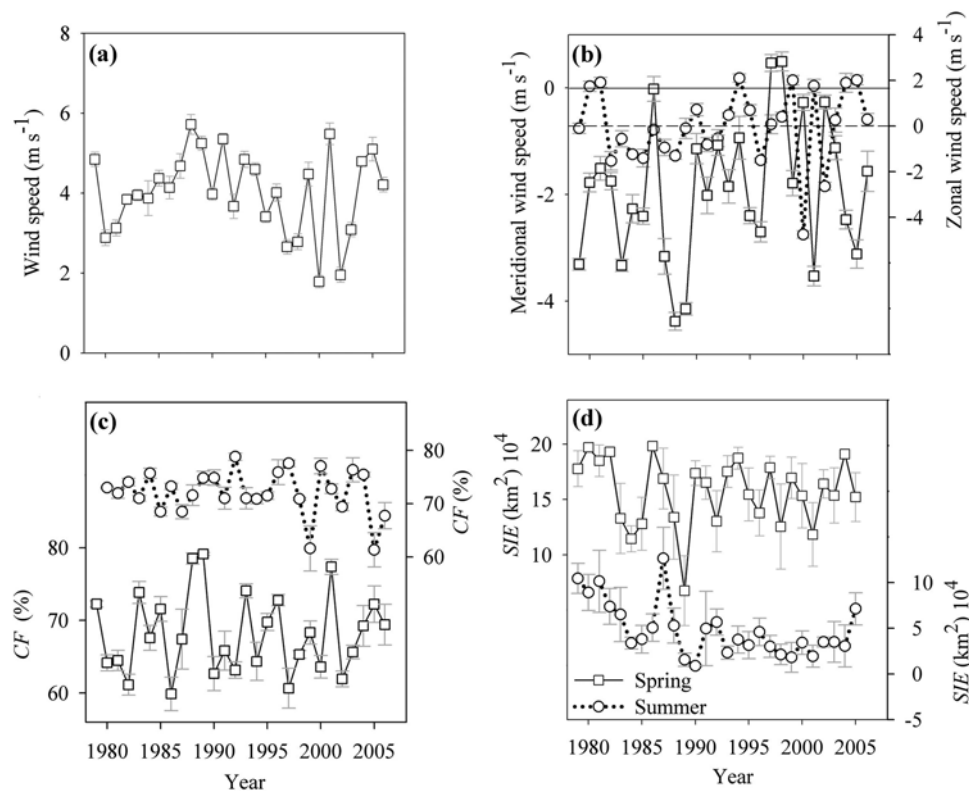 (a)
Wind speed (m s⁻¹)
8
6
4
2
0
(b)
Meridional wind speed (m s⁻¹)
0
-2
-4
Zonal wind speed (m s⁻¹)
4
2
0
-2
-4
(c)
CF (%)
80
70
60
CF (%)
80
70
60
1980 1985 1990 1995 2000 2005
Year
(d)
SIE (km²) 10⁴
20
15
10
SIE (km²) 10⁴
10
5
0
-5
Spring
Summer
1980 1985 1990 1995 2000 2005
Year